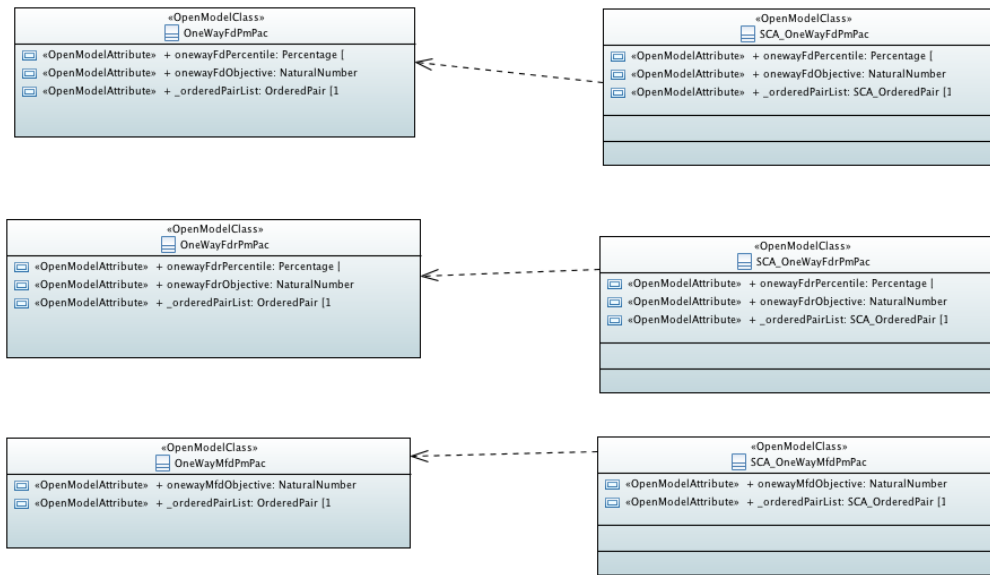 «OpenModelClass»
OneWayFdPmPac
«OpenModelAttribute» + onewayFdPercentile: Percentage [
«OpenModelAttribute» + onewayFdObjective: NaturalNumber
«OpenModelAttribute» + _orderedPairList: OrderedPair [1
«OpenModelClass»
SCA_OneWayFdPmPac
«OpenModelAttribute» + onewayFdPercentile: Percentage [
«OpenModelAttribute» + onewayFdObjective: NaturalNumber
«OpenModelAttribute» + _orderedPairList: SCA_OrderedPair [1
«OpenModelClass»
OneWayFdrPmPac
«OpenModelAttribute» + onewayFdrPercentile: Percentage |
«OpenModelAttribute» + onewayFdrObjective: NaturalNumber
«OpenModelAttribute» + _orderedPairList: OrderedPair [1
«OpenModelClass»
SCA_OneWayFdrPmPac
«OpenModelAttribute» + onewayFdrPercentile: Percentage |
«OpenModelAttribute» + onewayFdrObjective: NaturalNumber
«OpenModelAttribute» + _orderedPairList: SCA_OrderedPair [1
«OpenModelClass»
OneWayMfdPmPac
«OpenModelAttribute» + onewayMfdObjective: NaturalNumber
«OpenModelAttribute» + _orderedPairList: OrderedPair [1
«OpenModelClass»
SCA_OneWayMfdPmPac
«OpenModelAttribute» + onewayMfdObjective: NaturalNumber
«OpenModelAttribute» + _orderedPairList: SCA_OrderedPair [1